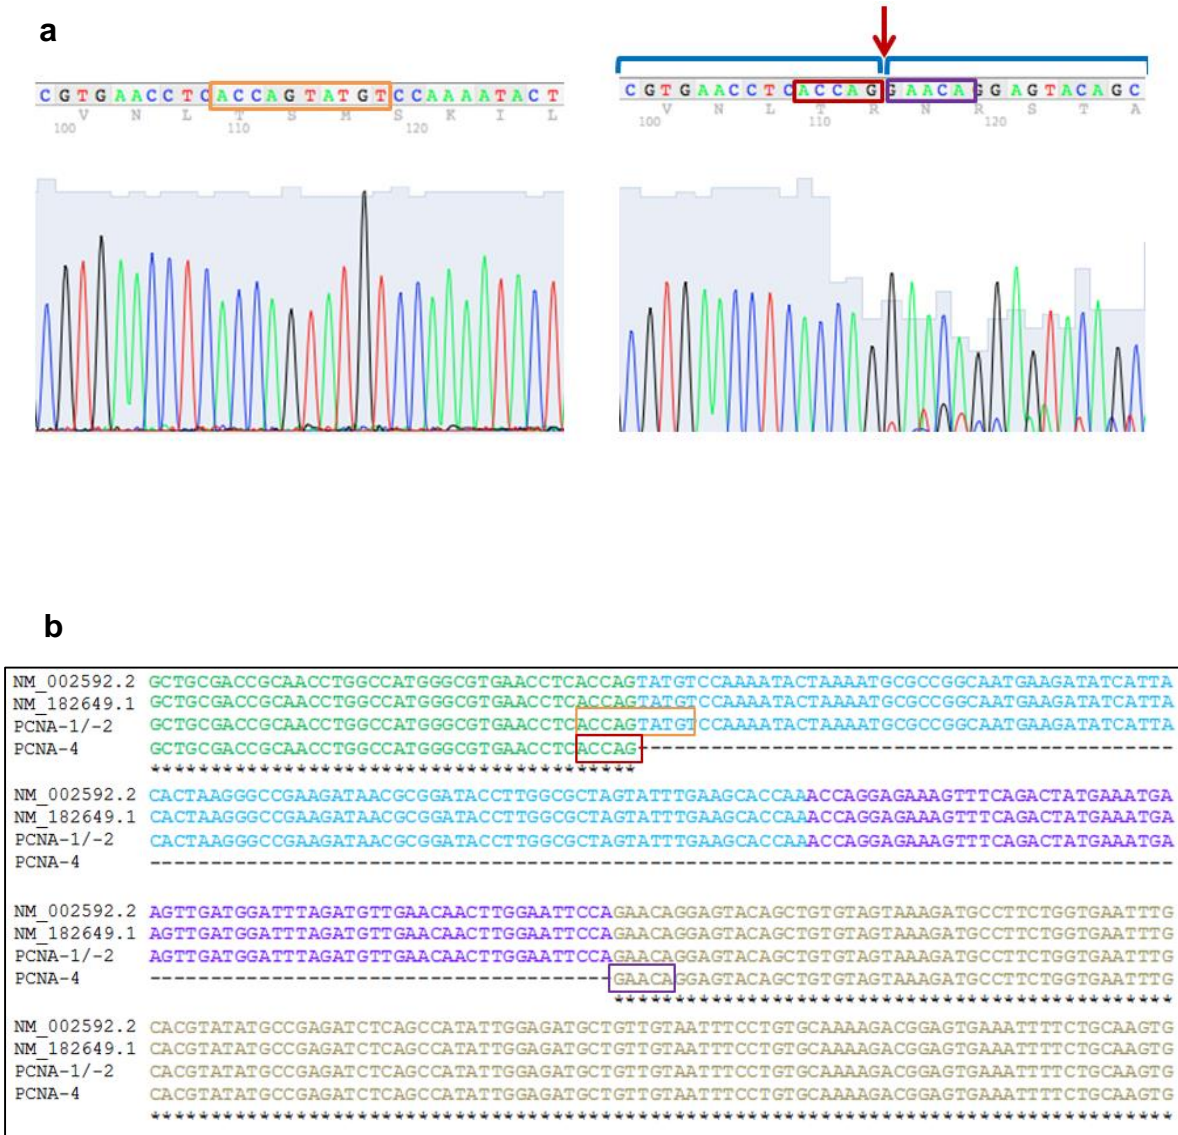 a
C G T G A A C C T C A C C A G T A T G T C C A A A A T A C T
V N L T S M S K I L
100 110 120
C G T G A A C C T C A C C A G G A A C A G G A G T A C A G C
V N L T R N R S T A
100 110 120
b
NM_002592.2 GCTGCGACCGCAACCTGGCCATGGGCGTGAACCTCACCAGTATGTCCAAAATACTAAAATGCGCCGGCAATGAAGATATCATTA
NM_182649.1 GCTGCGACCGCAACCTGGCCATGGGCGTGAACCTCACCAGTATGTCCAAAATACTAAAATGCGCCGGCAATGAAGATATCATTA
PCNA-1/-2 GCTGCGACCGCAACCTGGCCATGGGCGTGAACCTCACCAGTATGTCCAAAATACTAAAATGCGCCGGCAATGAAGATATCATTA
PCNA-4 GCTGCGACCGCAACCTGGCCATGGGCGTGAACCTCACCAG--------------------------------------------
****************************************
NM_002592.2 CACTAAGGGCCGAAGATAACGCGGATACCTTGGCGCTAGTATTTGAAGCACCAAACCAGGAGAAAGTTTCAGACTATGAAATGA
NM_182649.1 CACTAAGGGCCGAAGATAACGCGGATACCTTGGCGCTAGTATTTGAAGCACCAAACCAGGAGAAAGTTTCAGACTATGAAATGA
PCNA-1/-2 CACTAAGGGCCGAAGATAACGCGGATACCTTGGCGCTAGTATTTGAAGCACCAAACCAGGAGAAAGTTTCAGACTATGAAATGA
PCNA-4 ------------------------------------------------------------------------------------
NM_002592.2 AGTTGATGGATTTAGATGTTGAACAACTTGGAATTCCAGAACAGGAGTACAGCTGTGTAGTAAAGATGCCTTCTGGTGAATTTG
NM_182649.1 AGTTGATGGATTTAGATGTTGAACAACTTGGAATTCCAGAACAGGAGTACAGCTGTGTAGTAAAGATGCCTTCTGGTGAATTTG
PCNA-1/-2 AGTTGATGGATTTAGATGTTGAACAACTTGGAATTCCAGAACAGGAGTACAGCTGTGTAGTAAAGATGCCTTCTGGTGAATTTG
PCNA-4 --------------------------------------GAACAGGAGTACAGCTGTGTAGTAAAGATGCCTTCTGGTGAATTTG
**********************************************
NM_002592.2 CACGTATATGCCGAGATCTCAGCCATATTGGAGATGCTGTTGTAATTTCCTGTGCAAAAGACGGAGTGAAATTTTCTGCAAGTG
NM_182649.1 CACGTATATGCCGAGATCTCAGCCATATTGGAGATGCTGTTGTAATTTCCTGTGCAAAAGACGGAGTGAAATTTTCTGCAAGTG
PCNA-1/-2 CACGTATATGCCGAGATCTCAGCCATATTGGAGATGCTGTTGTAATTTCCTGTGCAAAAGACGGAGTGAAATTTTCTGCAAGTG
PCNA-4 CACGTATATGCCGAGATCTCAGCCATATTGGAGATGCTGTTGTAATTTCCTGTGCAAAAGACGGAGTGAAATTTTCTGCAAGTG
************************************************************************************